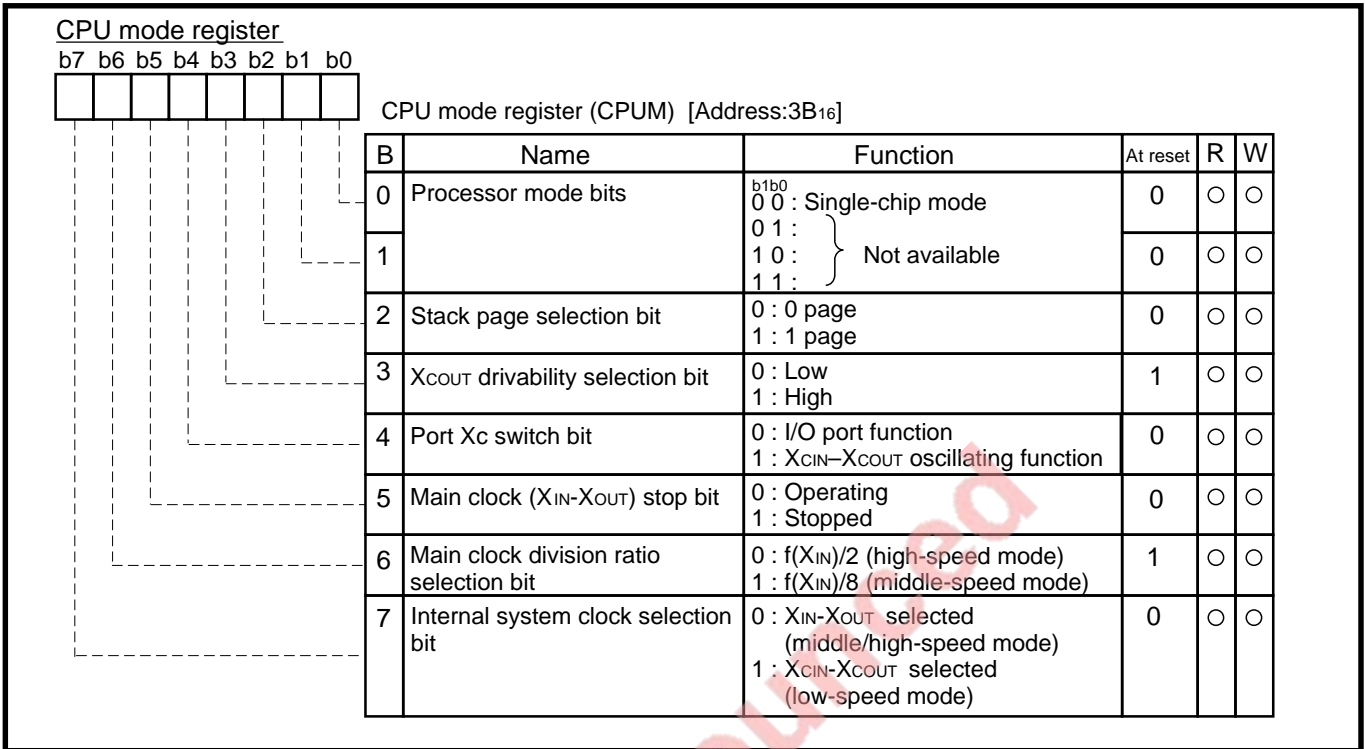 CPU mode register
b7 b6 b5 b4 b3 b2 b1 b0
CPU mode register (CPUM) [Address:3B16]
B Name Function At reset R W
0 Processor mode bits b1b0
0 0 : Single-chip mode 0 ○ ○
0 1 :
1 1 0 : Not available 0 ○ ○
1 1 :
2 Stack page selection bit 0 : 0 page 0 ○ ○
1 : 1 page
3 XCOUT drivability selection bit 0 : Low 1 ○ ○
1 : High
4 Port Xc switch bit 0 : I/O port function 0 ○ ○
1 : XCIN–XCOUT oscillating function
5 Main clock (XIN-XOUT) stop bit 0 : Operating 0 ○ ○
1 : Stopped
6 Main clock division ratio 0 : f(XIN)/2 (high-speed mode) 1 ○ ○
selection bit 1 : f(XIN)/8 (middle-speed mode)
7 Internal system clock selection 0 : XIN-XOUT selected 0 ○ ○
bit (middle/high-speed mode)
1 : XCIN-XCOUT selected
(low-speed mode)